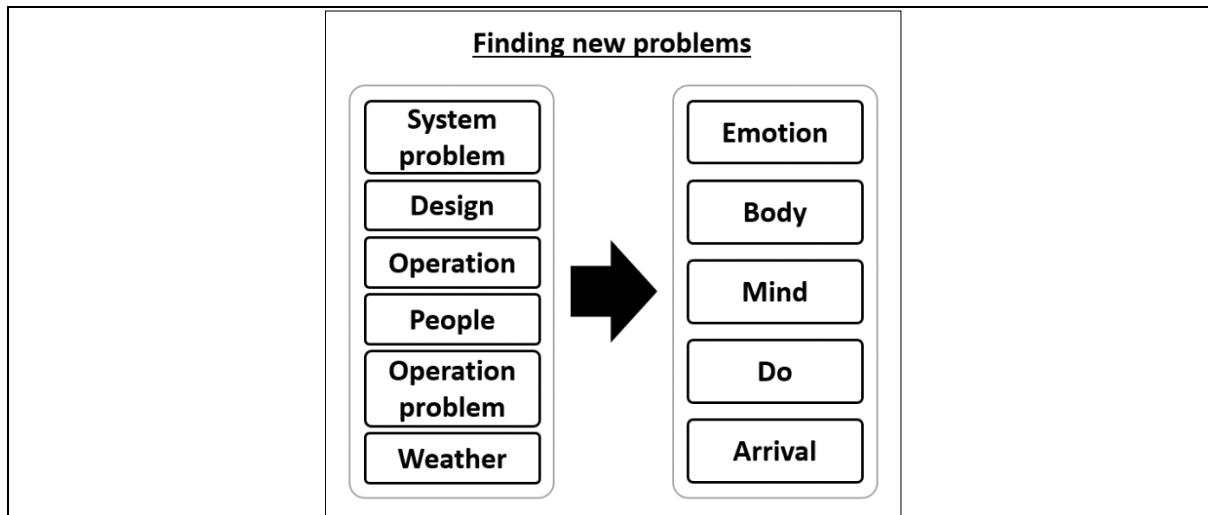 Finding new problems
System
problem
Design
Operation
People
Operation
problem
Weather
Emotion
Body
Mind
Do
Arrival